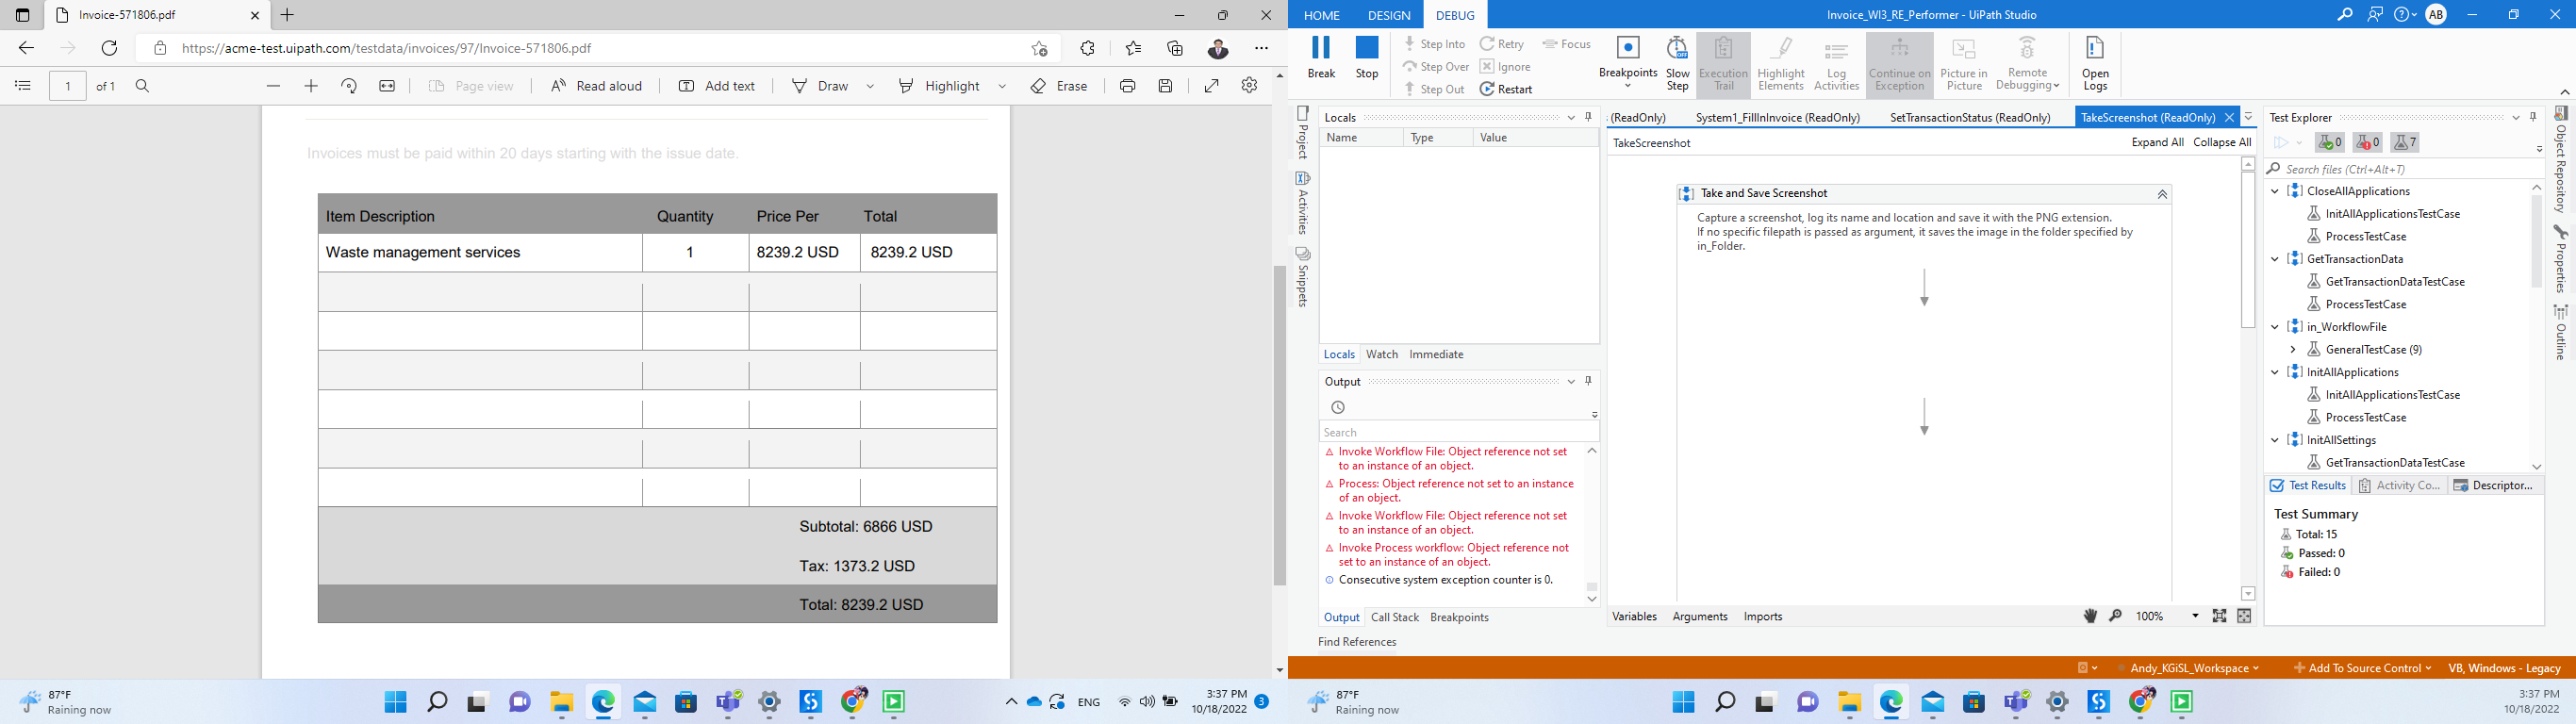 Invoice-571806.pdf
https://acme-test.uipath.com/testdata/invoices/97/Invoice-571806.pdf
1 of 1
Page view
Read aloud
Add text
Draw
Highlight
Erase
Invoices must be paid within 20 days starting with the issue date.
Item Description Quantity Price Per Total
Waste management services 1 8239.2 USD 8239.2 USD
Subtotal: 6866 USD
Tax: 1373.2 USD
Total: 8239.2 USD
87°F
Raining now
ENG
3:37 PM
10/18/2022
3
HOME DESIGN DEBUG
Invoice_WI3_RE_Performer - UiPath Studio
AB
Break
Stop
Step Into
Step Over
Step Out
Retry
Ignore
Restart
Focus
Breakpoints
Slow Step
OFF
Execution Trail
Highlight Elements
Log Activities
Continue on Exception
Picture in Picture
Remote Debugging
Open Logs
Project
Activities
Snippets
Locals
Name Type Value
Locals Watch Immediate
Output
Search
Invoke Workflow File: Object reference not set
to an instance of an object.
Process: Object reference not set to an instance
of an object.
Invoke Workflow File: Object reference not set
to an instance of an object.
Invoke Process workflow: Object reference not
set to an instance of an object.
Consecutive system exception counter is 0.
Output Call Stack Breakpoints
Find References
(ReadOnly) System1_FillInInvoice (ReadOnly) SetTransactionStatus (ReadOnly) TakeScreenshot (ReadOnly)
TakeScreenshot
Expand All Collapse All
Take and Save Screenshot
Capture a screenshot, log its name and location and save it with the PNG extension.
If no specific filepath is passed as argument, it saves the image in the folder specified by
in_Folder.
Variables Arguments Imports
100%
Test Explorer
0 0 7
Search files (Ctrl+Alt+T)
CloseAllApplications
InitAllApplicationsTestCase
ProcessTestCase
GetTransactionData
GetTransactionDataTestCase
ProcessTestCase
in_WorkflowFile
GeneralTestCase (9)
InitAllApplications
InitAllApplicationsTestCase
ProcessTestCase
InitAllSettings
GetTransactionDataTestCase
Test Results Activity Co... Descriptor...
Test Summary
Total: 15
Passed: 0
Failed: 0
Object Repository
Properties
Outline
Andy_KGiSL_Workspace
Add To Source Control
VB, Windows - Legacy
87°F
Raining now
3:37 PM
10/18/2022